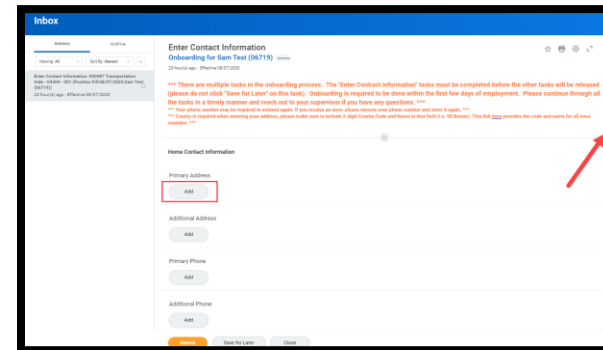 Inbox
Actions
Archive
Viewing: All
Sort By: Newest
Enter Contact Information: 000487 Transportation
Aide - 04204 - 003 (Position Fill) 08/07/2020, Sam Test,
(06719))
23 hour(s) ago - Effective 08/07/2020
Enter Contact Information
Onboarding for Sam Test (06719)
Actions
23 hour(s) ago - Effective 08/07/2020
*** There are multiple tasks in the onboarding process. The "Enter Contract Information" tasks must be completed before the other tasks will be released
(please do not click "Save for Later" on this task). Onboarding is required to be done within the first few days of employment. Please continue through all
the tasks in a timely manner and reach out to your supervisor if you have any questions. ***
*** Your phone number may be required to entered again. If you receive an error, please remove your phone number and enter it again. ***
*** County is required when entering your address, please make sure to include 2-digit County Code and Name in that field (i.e. 00 Iowa). This link here provides the code and name for all Iowa
counties. ***
Home Contact Information
Primary Address
Add
Additional Address
Add
Primary Phone
Add
Additional Phone
Add
Submit
Save for Later
Close